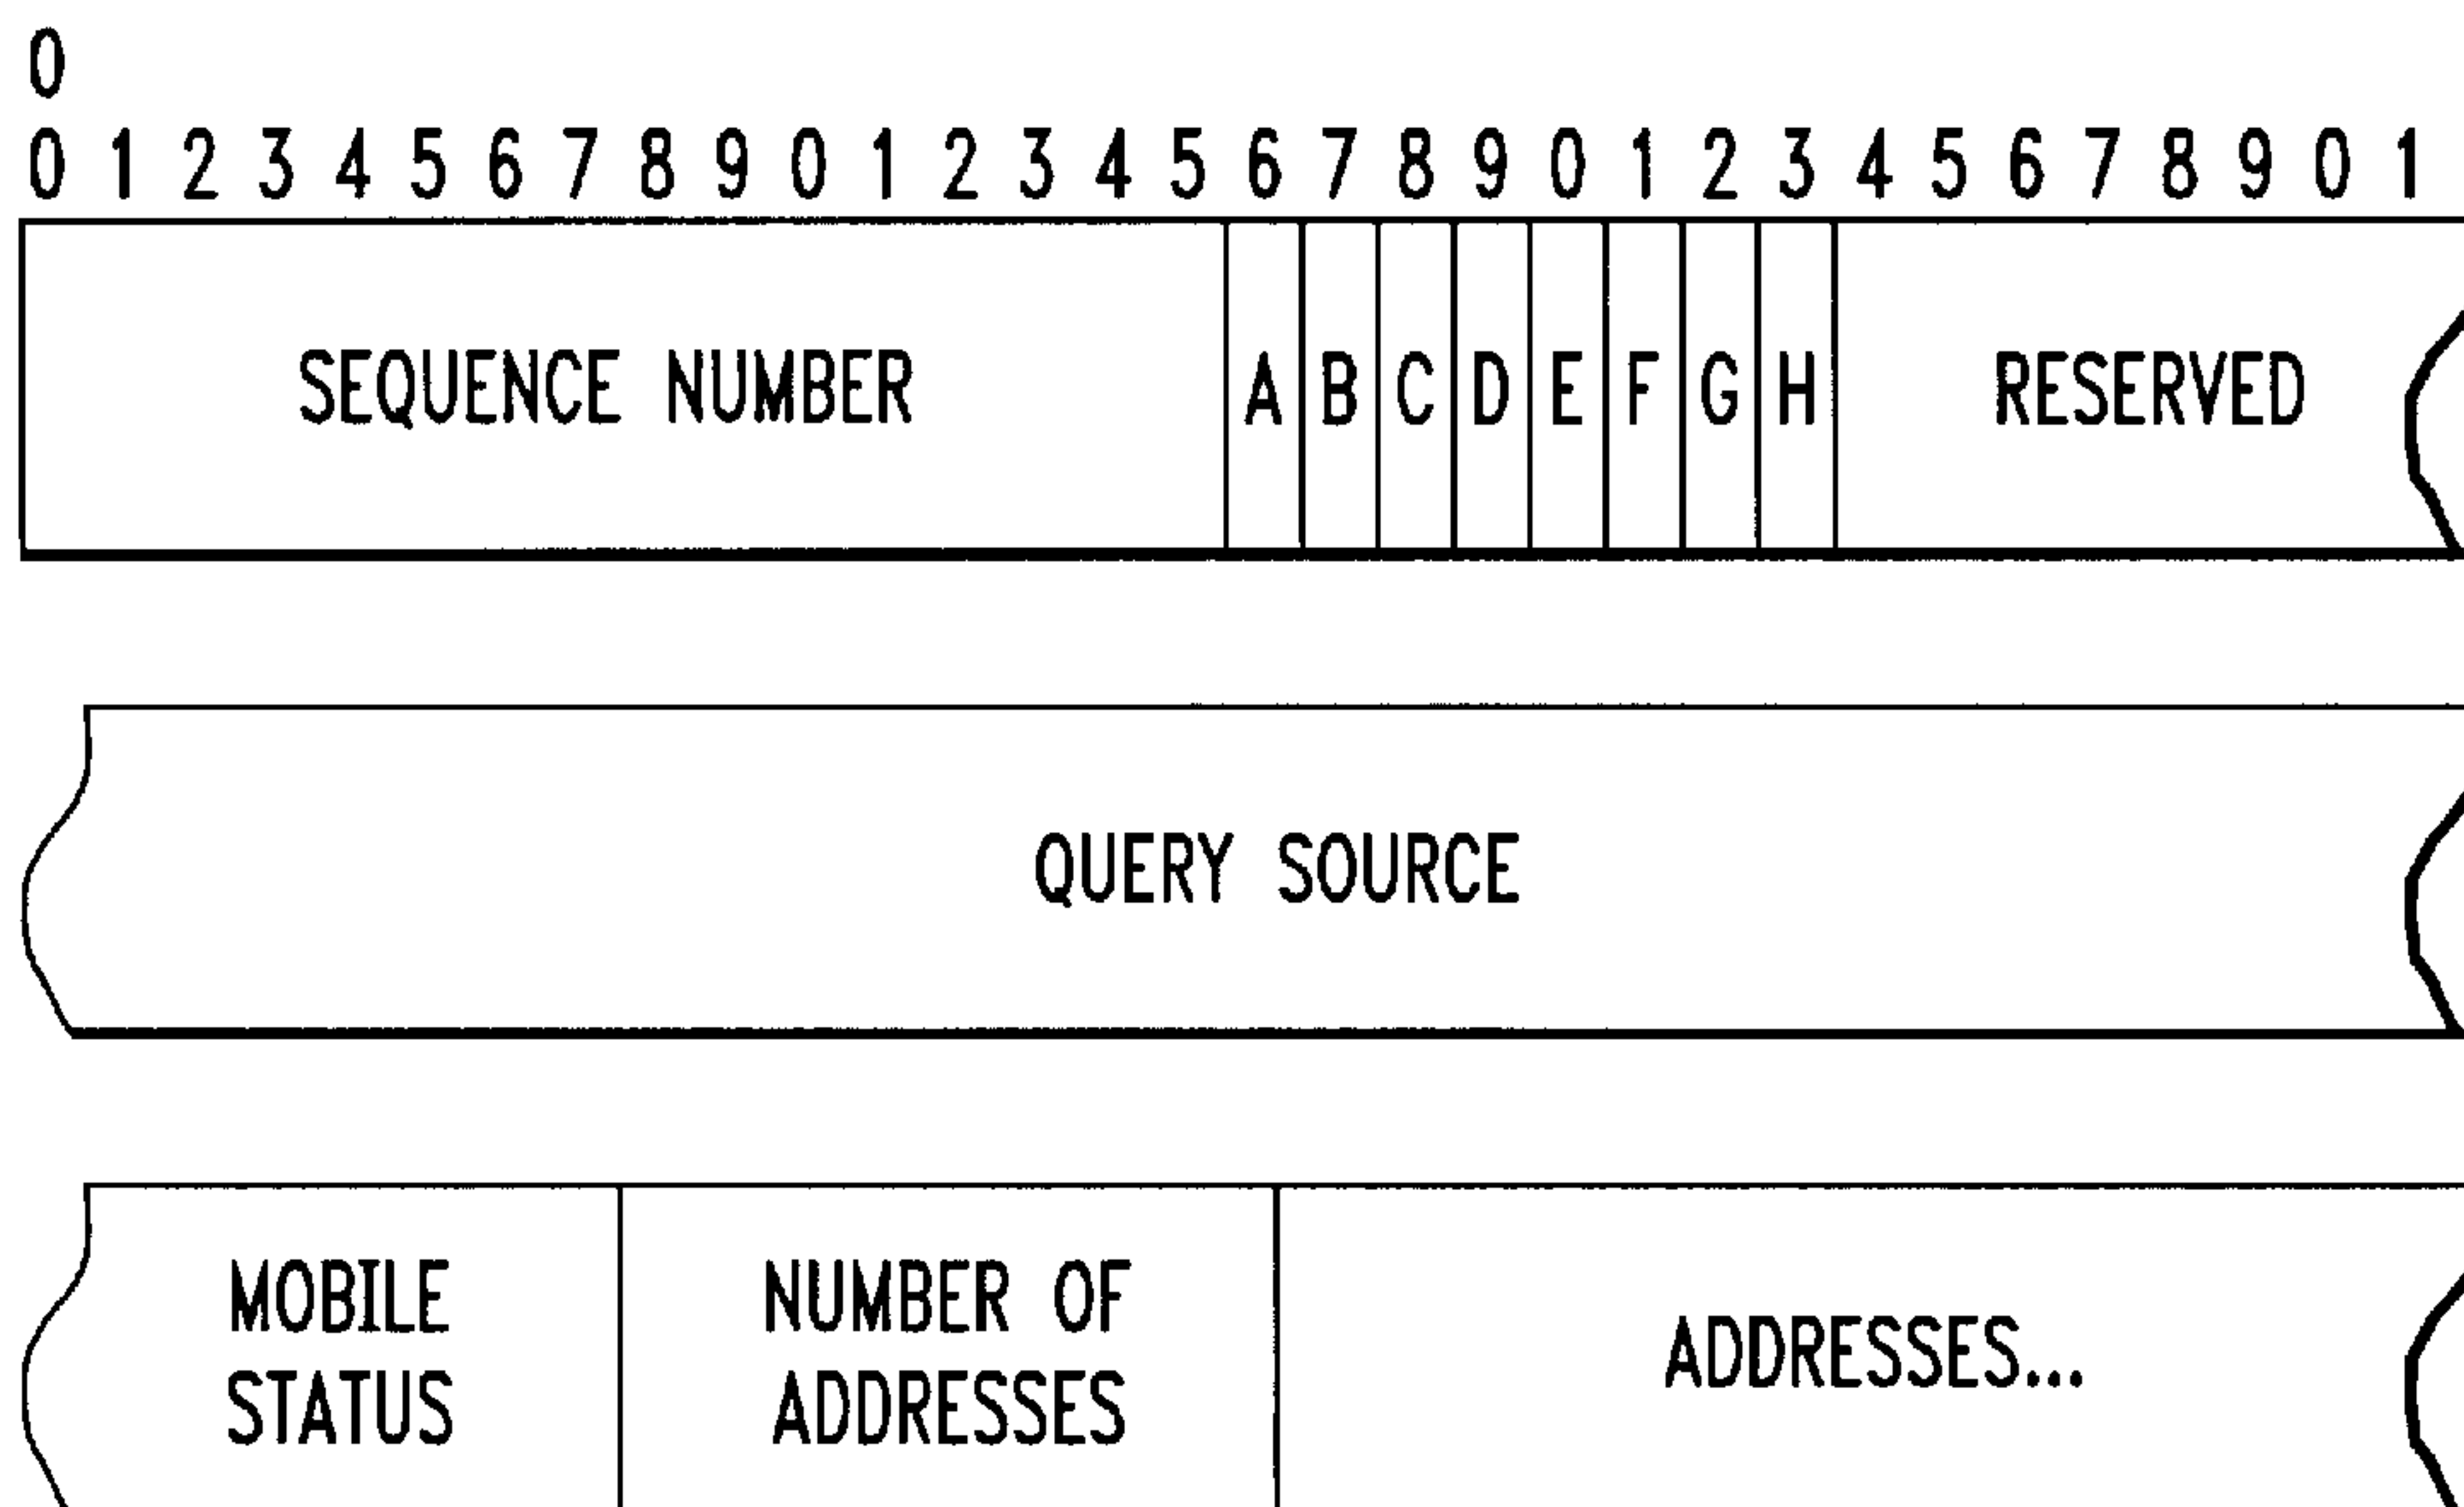 0
0 1 2 3 4 5 6 7 8 9 0 1 2 3 4 5 6 7 8 9 0 1 2 3 4 5 6 7 8 9 0 1
SEQUENCE NUMBER A B C D E F G H RESERVED
QUERY SOURCE
MOBILE STATUS
NUMBER OF ADDRESSES
ADDRESSES...